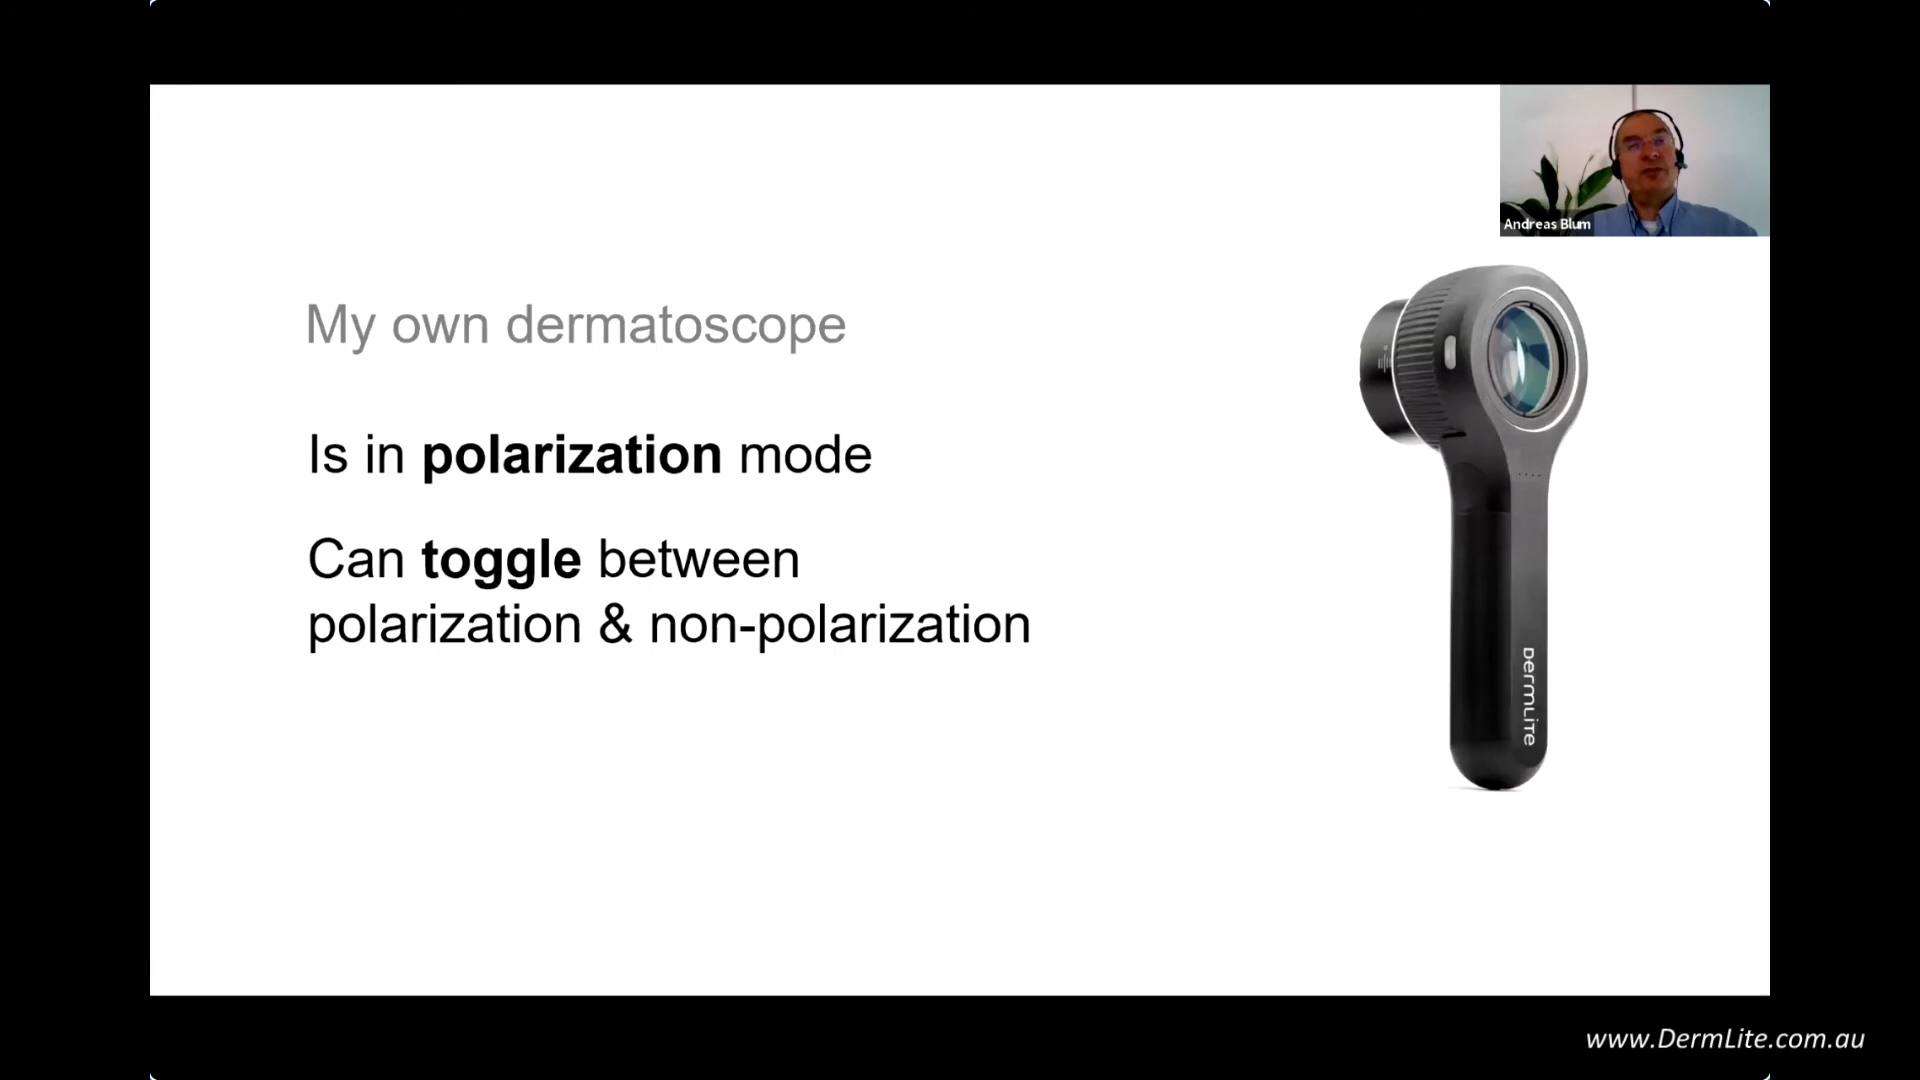 Andreas Blum
My own dermatoscope
Is in polarization mode
Can toggle between
polarization & non-polarization
DermLite
www.DermLite.com.au